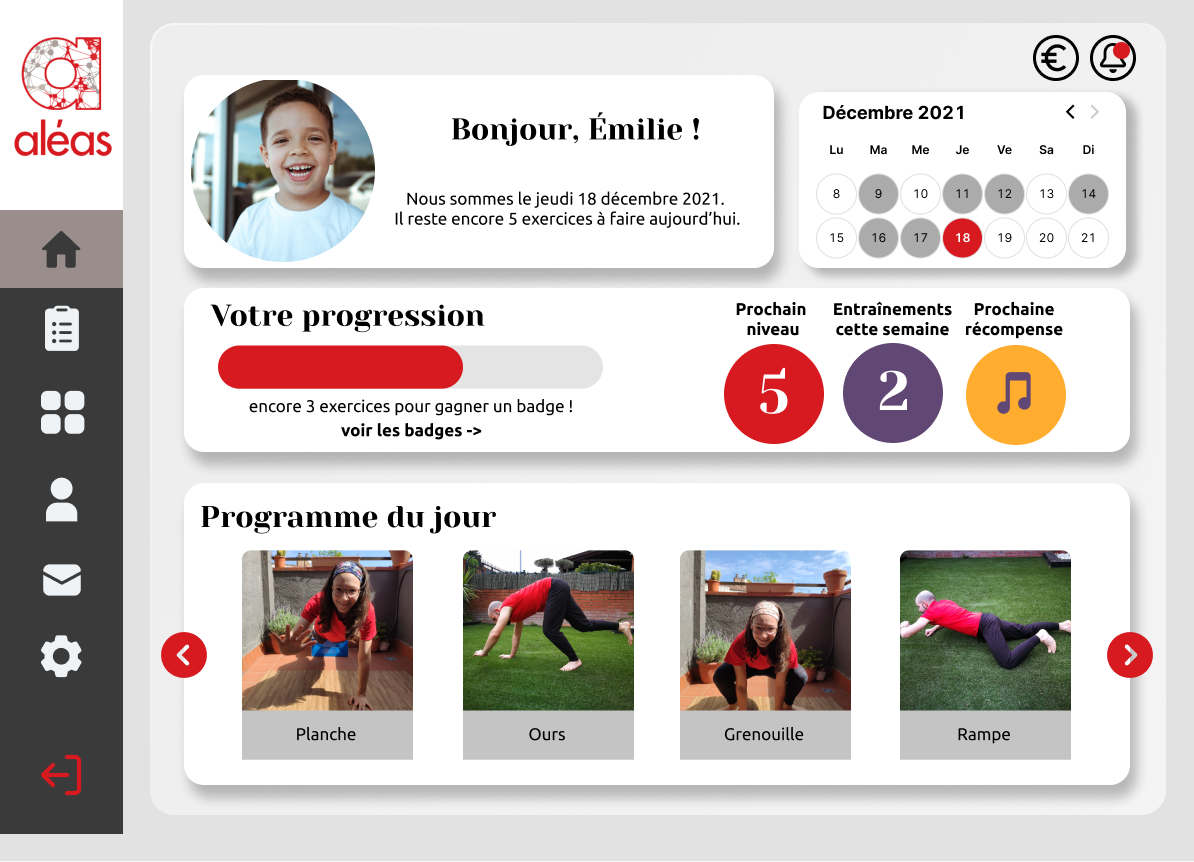 aléas
Bonjour, Émilie !
Nous sommes le jeudi 18 décembre 2021.
Il reste encore 5 exercices à faire aujourd’hui.
€
Décembre 2021
Lu Ma Me Je Ve Sa Di
8 9 10 11 12 13 14
15 16 17 18 19 20 21
Votre progression
encore 3 exercices pour gagner un badge !
voir les badges ->
Prochain
niveau
5
Entraînements
cette semaine
2
Prochaine
récompense
Programme du jour
Planche
Ours
Grenouille
Rampe